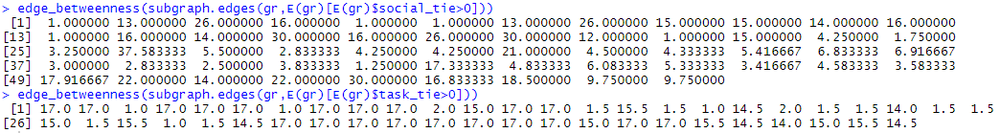 > edge_betweenness(subgraph.edges(gr,E(gr)[E(gr)$social_tie>0]))
[1] 1.000000 13.000000 26.000000 16.000000 1.000000 1.000000 13.000000 26.000000 15.000000 15.000000 14.000000 16.000000
[13] 1.000000 16.000000 14.000000 30.000000 16.000000 26.000000 30.000000 12.000000 1.000000 15.000000 4.250000 1.750000
[25] 3.250000 37.583333 5.500000 2.833333 4.250000 4.250000 21.000000 4.500000 4.333333 5.416667 6.833333 6.916667
[37] 3.000000 2.833333 2.500000 3.833333 1.250000 17.333333 4.833333 6.083333 5.333333 3.416667 4.583333 3.583333
[49] 17.916667 22.000000 14.000000 22.000000 30.000000 16.833333 18.500000 9.750000 9.750000
> edge_betweenness(subgraph.edges(gr,E(gr)[E(gr)$task_tie>0]))
[1] 17.0 17.0 1.0 17.0 17.0 17.0 1.0 17.0 17.0 17.0 2.0 15.0 17.0 17.0 1.5 15.5 1.5 1.0 14.5 2.0 1.5 1.5 14.0 1.5 1.5
[26] 15.0 1.5 15.5 1.0 1.5 14.5 17.0 17.0 17.0 17.0 17.0 17.0 15.0 17.0 17.0 15.5 14.5 14.0 15.0 15.5 14.5